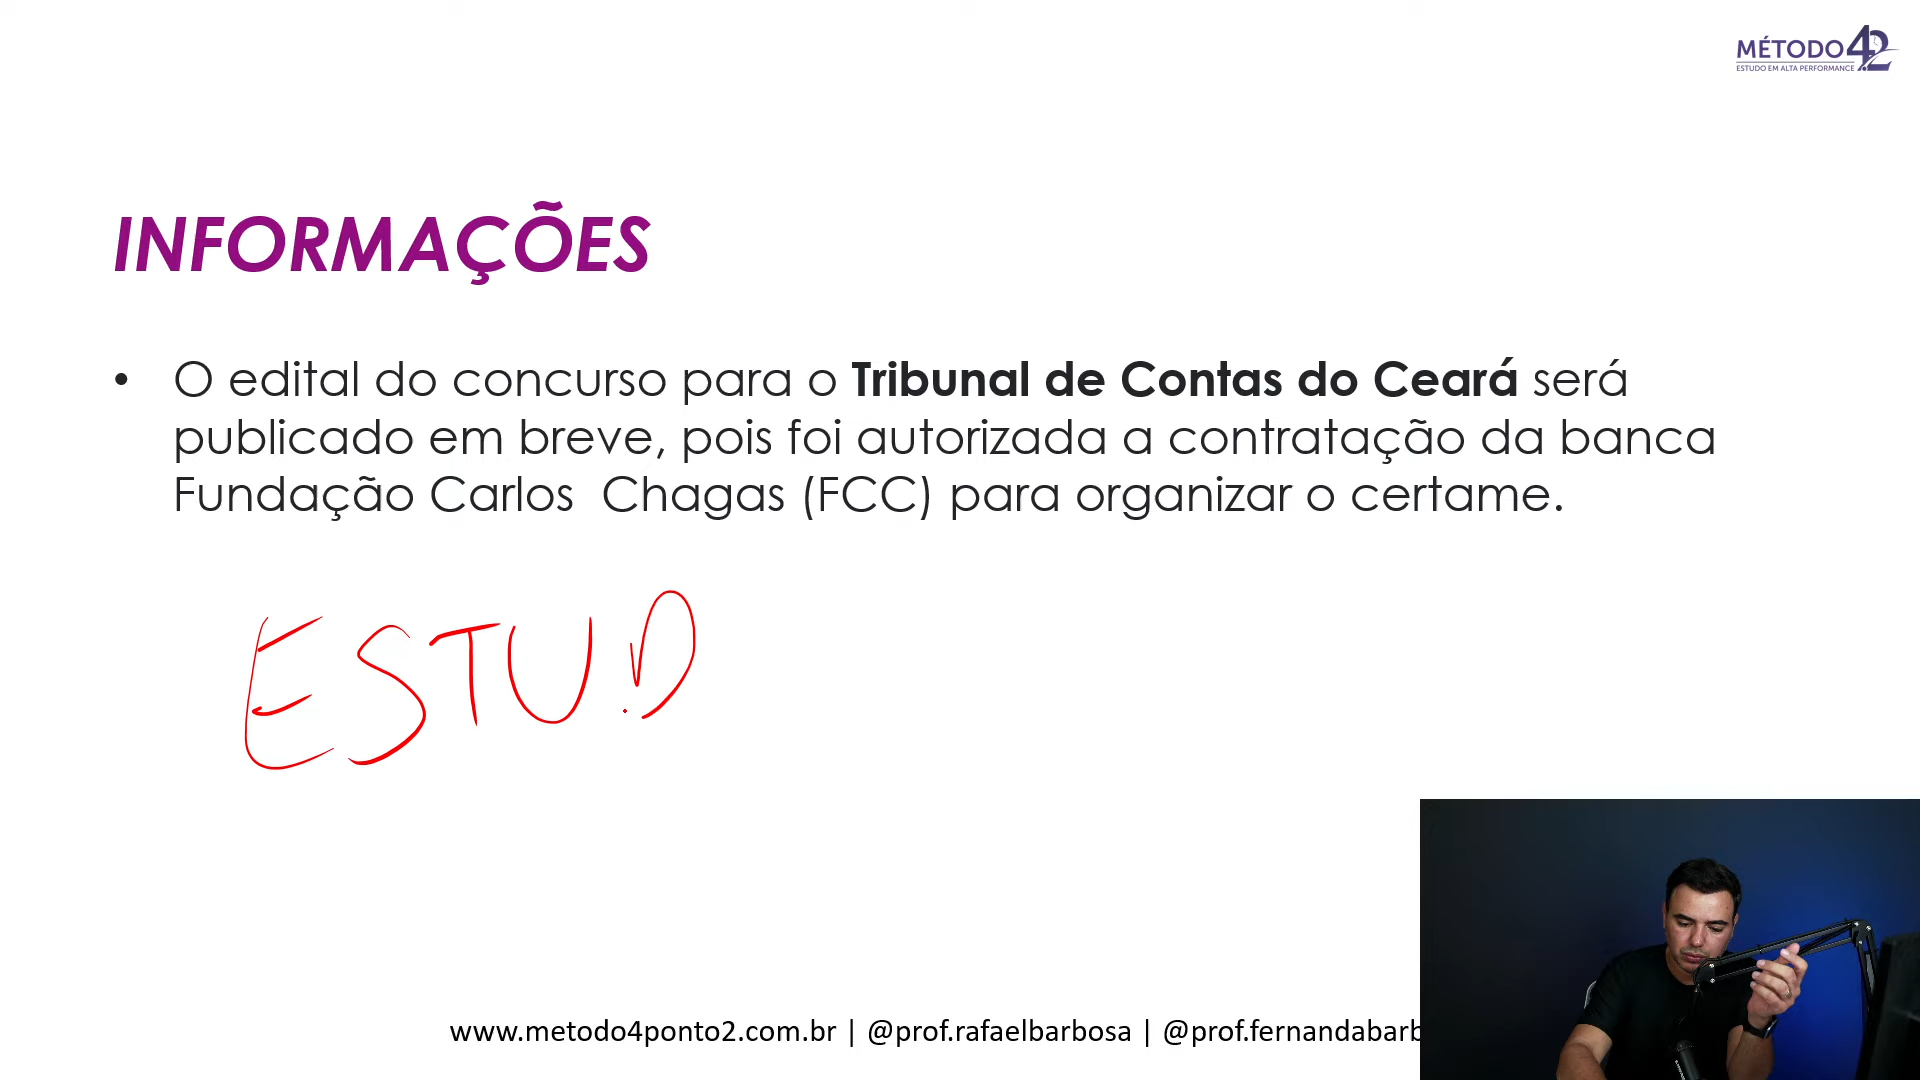 MÉTODO 4.2
ESTUDO EM ALTA PERFORMANCE
INFORMAÇÕES
• O edital do concurso para o Tribunal de Contas do Ceará será
publicado em breve, pois foi autorizada a contratação da banca
Fundação Carlos Chagas (FCC) para organizar o certame.
ESTUD
www.metodo4ponto2.com.br | @prof.rafaelbarbosa | @prof.fernandabarb